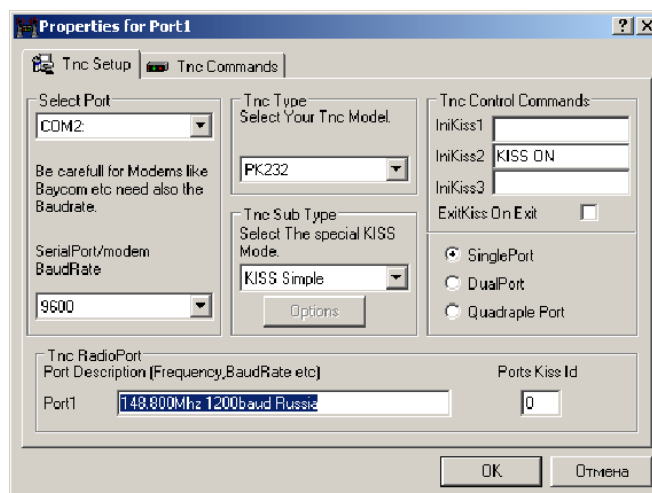 Properties for Port1
Tnc Setup
Tnc Commands
Select Port
COM2:
Be carefull for Modems like
Baycom etc need also the
Baudrate.
SerialPort/modem
BaudRate
9600
Tnc Type
Select Your Tnc Model.
PK232
Tnc Sub Type
Select The special KISS
Mode.
KISS Simple
Options
Tnc Control Commands
IniKiss1
IniKiss2 KISS ON
IniKiss3
ExitKiss On Exit
SinglePort
DualPort
Quadraple Port
Tnc RadioPort
Port Description (Frequency,BaudRate etc)
Ports Kiss Id
Port1 148.800Mhz 1200baud Russia
0
OK
Отмена